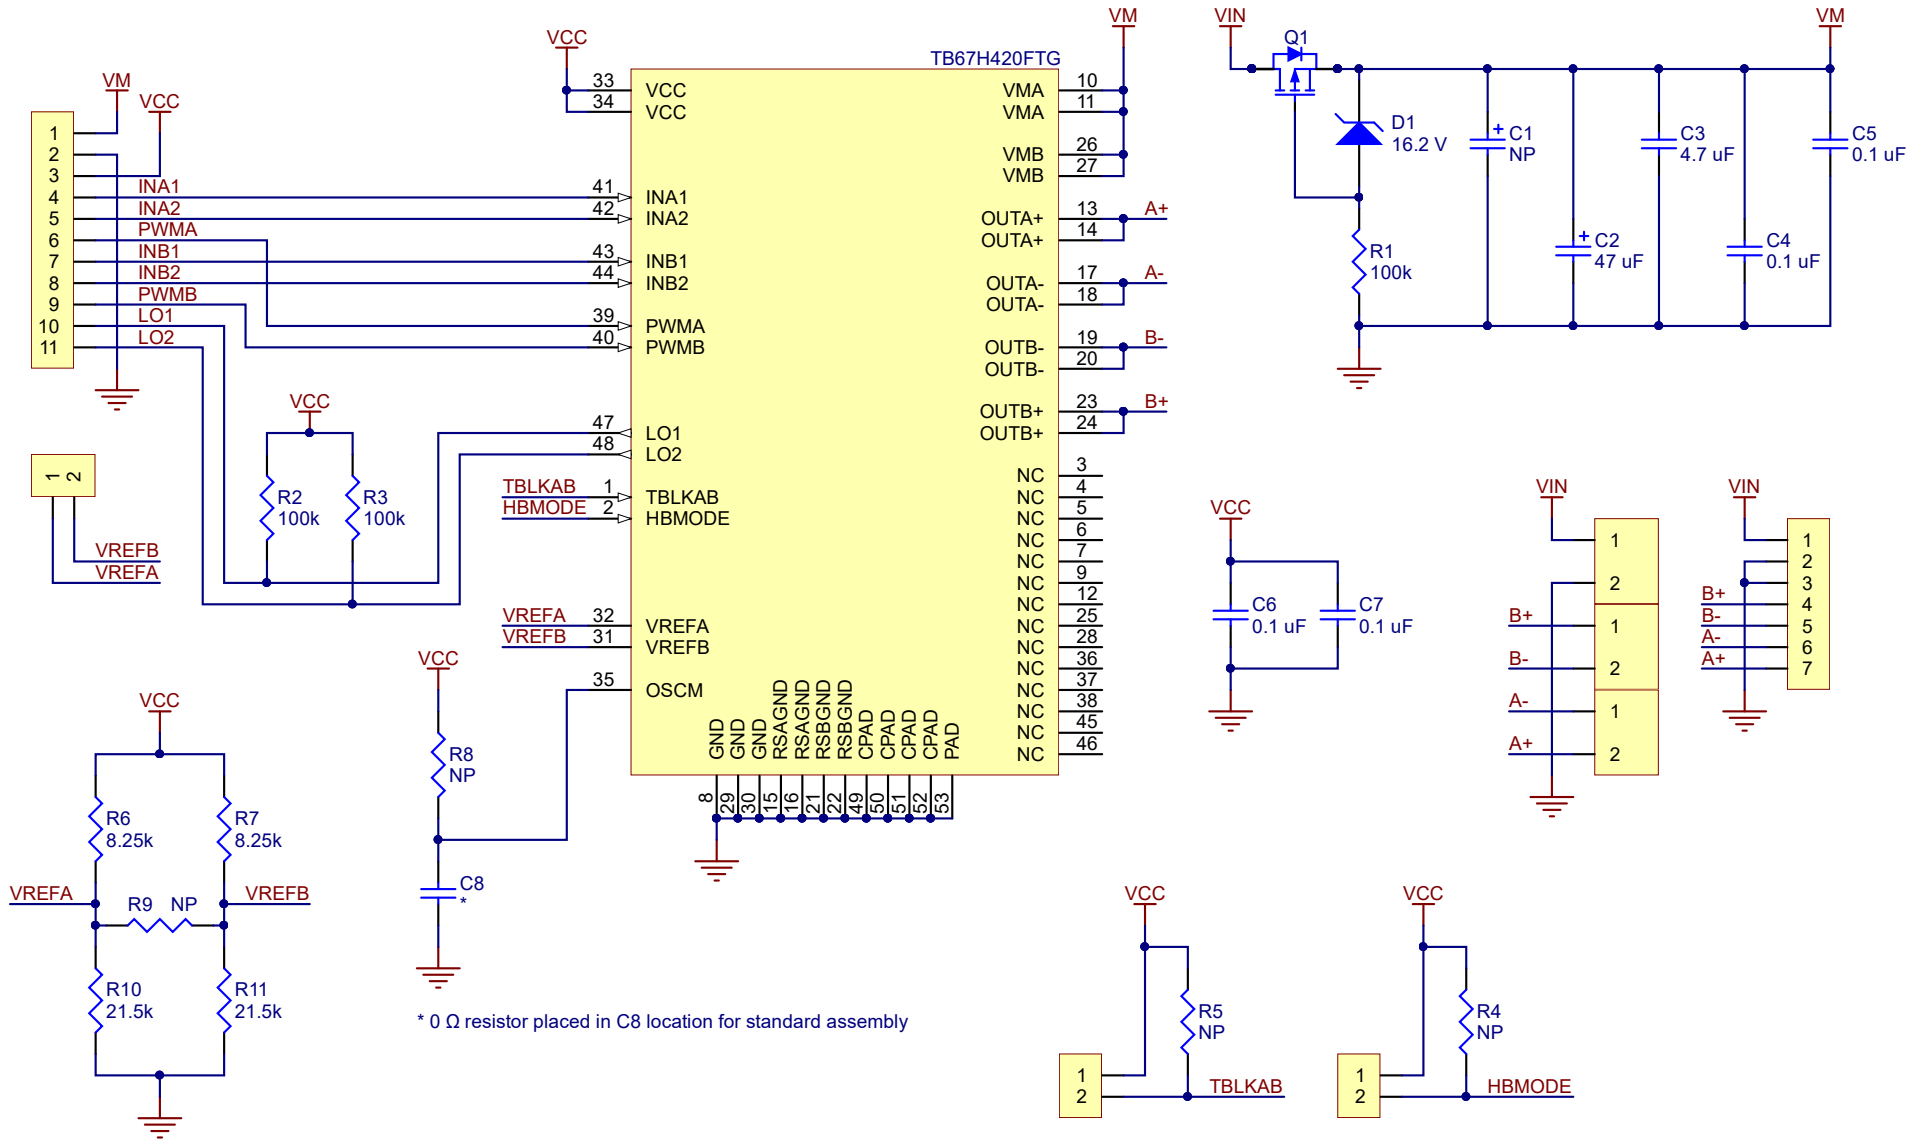 VM
VCC
1
2
3
4 INA1
5 INA2
6 PWMA
7 INB1
8 INB2
9 PWMB
10 LO1
11 LO2
VCC
R2
100k
R3
100k
1 2
VREFB
VREFA
VCC
R6
8.25k
R7
8.25k
VREFA
R9 NP
VREFB
R10
21.5k
R11
21.5k
VCC
R8
NP
C8
*
* 0 Ω resistor placed in C8 location for standard assembly
VCC
TB67H420FTG
VM
33 VCC
34 VCC
41 INA1
42 INA2
43 INB1
44 INB2
39 PWMA
40 PWMB
47 LO1
48 LO2
TBLKAB 1 TBLKAB
HBMODE 2 HBMODE
VREFA 32 VREFA
VREFB 31 VREFB
35 OSCM
VMA 10
VMA 11
VMB 26
VMB 27
OUTA+ 13 A+
OUTA+ 14
OUTA- 17 A-
OUTA- 18
OUTB- 19 B-
OUTB- 20
OUTB+ 23 B+
OUTB+ 24
NC 3
NC 4
NC 5
NC 6
NC 7
NC 9
NC 12
NC 25
NC 28
NC 36
NC 37
NC 38
NC 45
NC 46
GND 8
GND 29
GND 30
RSAGND 15
RSAGND 16
RSBGND 21
RSBGND 22
CPAD 49
CPAD 50
CPAD 51
CPAD 52
PAD 53
VIN
Q1
VM
D1
16.2 V
R1
100k
C1
NP
+
C2
47 uF
+
C3
4.7 uF
C4
0.1 uF
C5
0.1 uF
VCC
C6
0.1 uF
C7
0.1 uF
VIN
1
2
B+ 1
B- 2
A- 1
A+ 2
VIN
1
2
3
B+ 4
B- 5
A- 6
A+ 7
VCC
R5
NP
1
2 TBLKAB
VCC
R4
NP
1
2 HBMODE